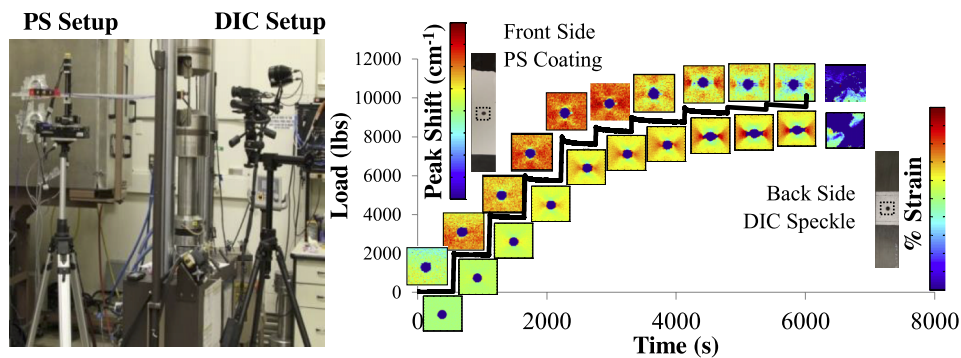 PS Setup
DIC Setup
Peak Shift (cm⁻¹)
Front Side
PS Coating
Load (lbs)
12000
10000
8000
6000
4000
2000
0
Back Side
DIC Speckle
% Strain
0
2000
4000
6000
8000
Time (s)